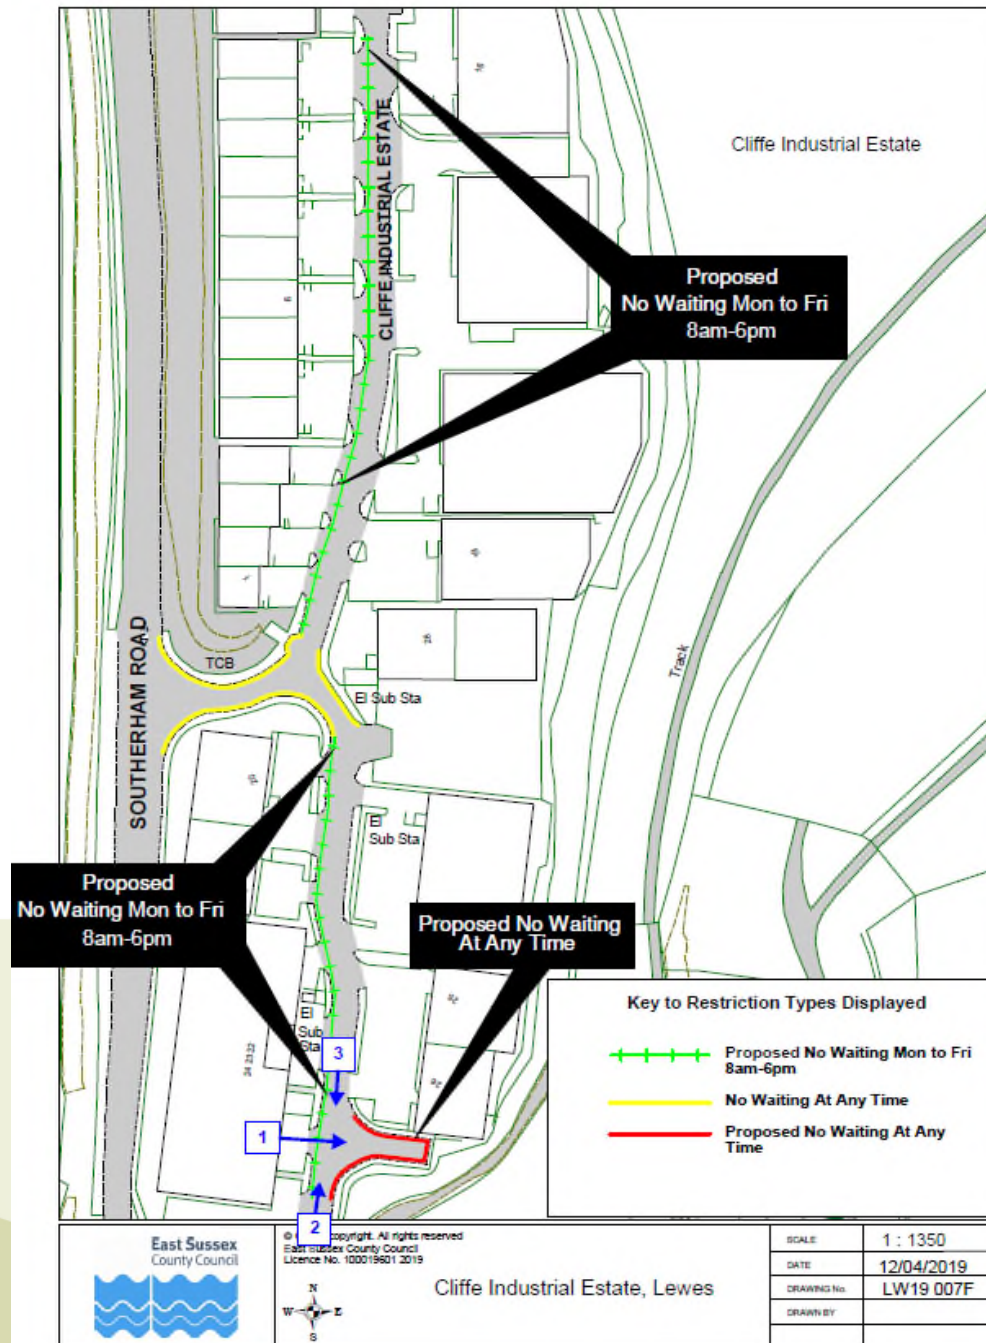 Cliffe Industrial Estate
CLIFFE INDUSTRIAL ESTATE
Proposed
No Waiting Mon to Fri
8am-6pm
SOUTHERHAM ROAD
TCB
El Sub Sta
Track
El
Sub Sta
Proposed
No Waiting Mon to Fri
8am-6pm
Proposed No Waiting
At Any Time
El
Sub
Sta
24 23 22
26
3
1
2
Key to Restriction Types Displayed
Proposed No Waiting Mon to Fri
8am-6pm
No Waiting At Any Time
Proposed No Waiting At Any
Time
East Sussex
County Council
copyright. All rights reserved
East Sussex County Council
Licence No. 100019601 2019
N
W
E
S
Cliffe Industrial Estate, Lewes
SCALE
1 : 1350
DATE
12/04/2019
DRAWING No.
LW19 007F
DRAWN BY